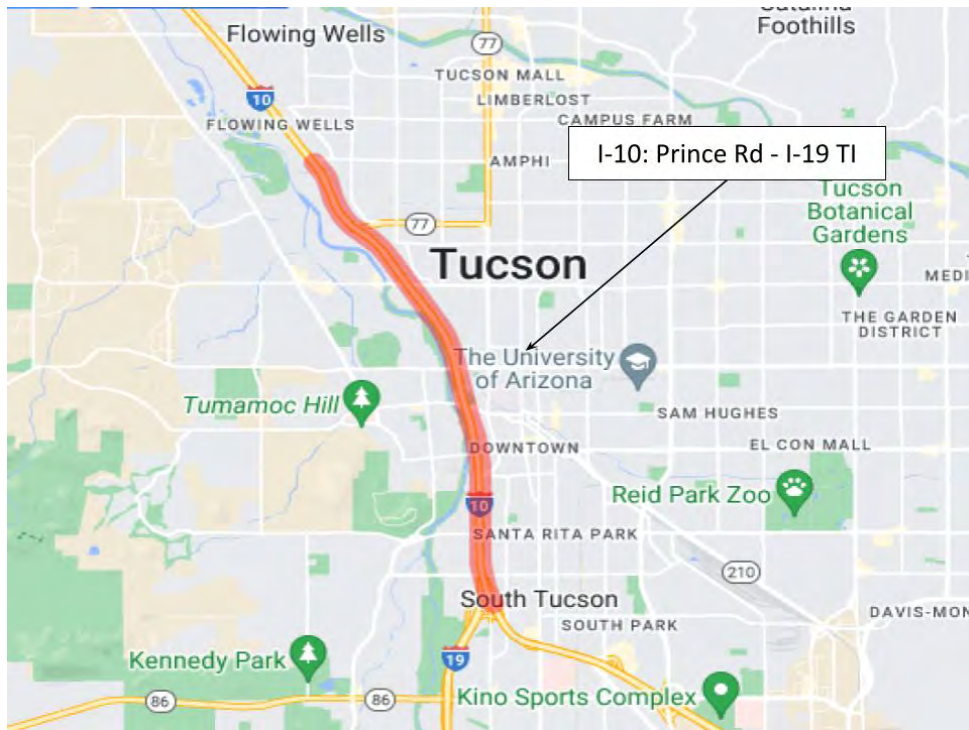 Catalina
Foothills
Flowing Wells
77
TUCSON MALL
10
LIMBERLOST
FLOWING WELLS
CAMPUS FARM
I-10: Prince Rd - I-19 TI
AMPHI
Tucson
Botanical
Gardens
77
Tucson
MEDI
THE GARDEN
DISTRICT
The University
of Arizona
Tumamoc Hill
SAM HUGHES
DOWNTOWN
EL CON MALL
Reid Park Zoo
10
SANTA RITA PARK
210
South Tucson
DAVIS-MON
SOUTH PARK
Kennedy Park
19
86
86
Kino Sports Complex